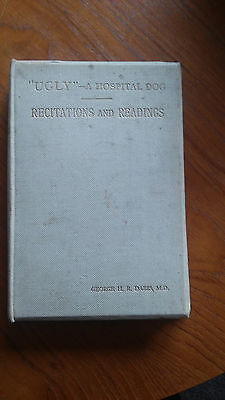 "UGLY"—A HOSPITAL DOG
RECITATIONS AND READINGS
GEORGE H. R. DABBS, M.D.